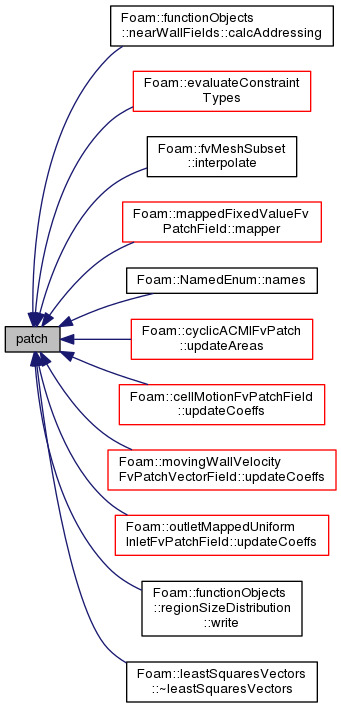 Foam::functionObjects
::nearWallFields::calcAddressing
Foam::evaluateConstraint
Types
Foam::fvMeshSubset
::interpolate
Foam::mappedFixedValueFv
PatchField::mapper
Foam::NamedEnum::names
patch
Foam::cyclicACMIFvPatch
::updateAreas
Foam::cellMotionFvPatchField
::updateCoeffs
Foam::movingWallVelocity
FvPatchVectorField::updateCoeffs
Foam::outletMappedUniform
InletFvPatchField::updateCoeffs
Foam::functionObjects
::regionSizeDistribution
::write
Foam::leastSquaresVectors
::~leastSquaresVectors